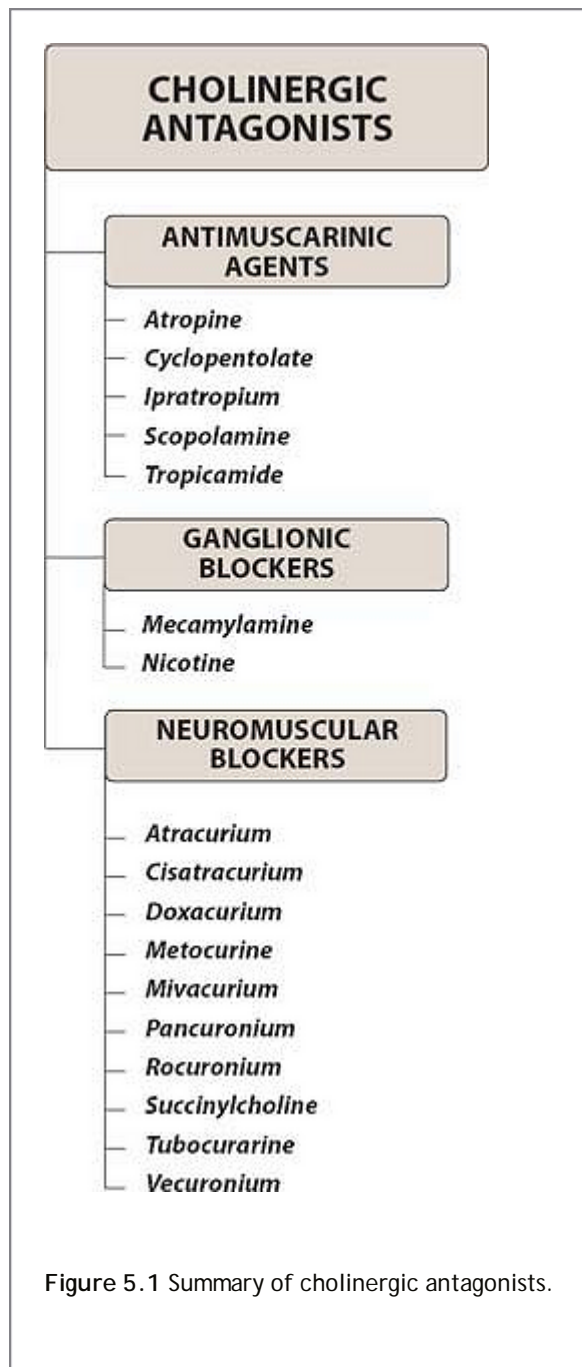 CHOLINERGIC
ANTAGONISTS
ANTIMUSCARINIC
AGENTS
Atropine
Cyclopentolate
Ipratropium
Scopolamine
Tropicamide
GANGLIONIC
BLOCKERS
Mecamylamine
Nicotine
NEUROMUSCULAR
BLOCKERS
Atracurium
Cisatracurium
Doxacurium
Metocurine
Mivacurium
Pancuronium
Rocuronium
Succinylcholine
Tubocurarine
Vecuronium
Figure 5.1 Summary of cholinergic antagonists.